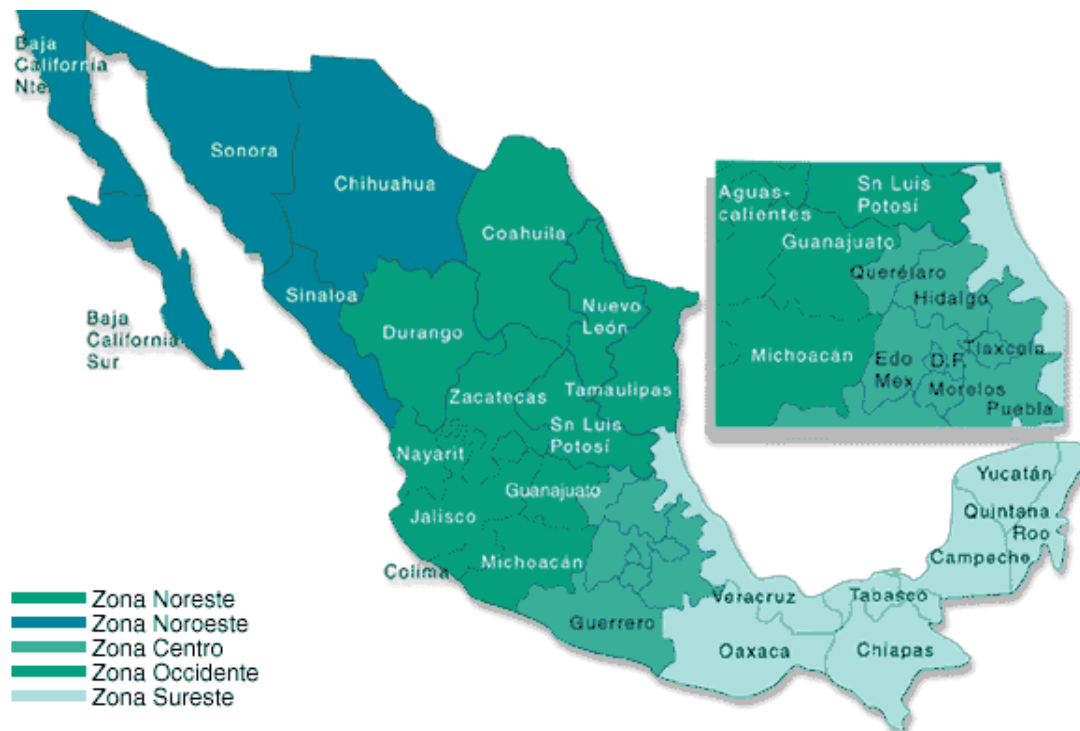 Baja
California
Nte
Sonora
Chihuahua
Coahuila
Sinaloa
Nuevo
León
Durango
Baja
California
Sur
Zacatecas
Tamaulipas
Sn Luis
Potosí
Nayarit
Guanajuato
Jalisco
Michoacán
Colima
Guerrero
Veracruz
Oaxaca
Tabasco
Chiapas
Yucatán
Quintana
Roo
Campeche
Aguas-
calientes
Sn Luis
Potosí
Guanajuato
Querélaro
Hidalgo
Michoacán
Edo
Mex
D.F.
Tlaxcola
Morelos
Puebla
Zona Noreste
Zona Noroeste
Zona Centro
Zona Occidente
Zona Sureste